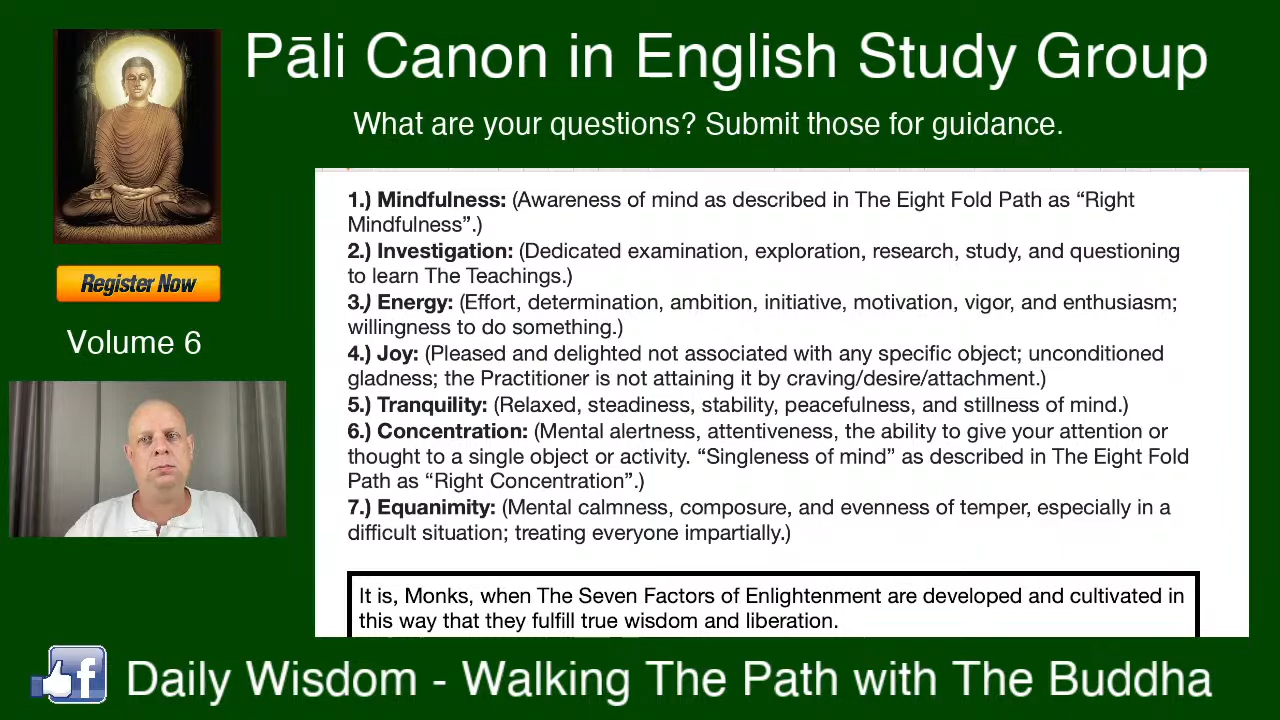 Pāli Canon in English Study Group
What are your questions? Submit those for guidance.
Register Now
Volume 6
1.) Mindfulness: (Awareness of mind as described in The Eight Fold Path as “Right
Mindfulness”.)
2.) Investigation: (Dedicated examination, exploration, research, study, and questioning
to learn The Teachings.)
3.) Energy: (Effort, determination, ambition, initiative, motivation, vigor, and enthusiasm;
willingness to do something.)
4.) Joy: (Pleased and delighted not associated with any specific object; unconditioned
gladness; the Practitioner is not attaining it by craving/desire/attachment.)
5.) Tranquility: (Relaxed, steadiness, stability, peacefulness, and stillness of mind.)
6.) Concentration: (Mental alertness, attentiveness, the ability to give your attention or
thought to a single object or activity. “Singleness of mind” as described in The Eight Fold
Path as “Right Concentration”.)
7.) Equanimity: (Mental calmness, composure, and evenness of temper, especially in a
difficult situation; treating everyone impartially.)
It is, Monks, when The Seven Factors of Enlightenment are developed and cultivated in
this way that they fulfill true wisdom and liberation.
f
Daily Wisdom - Walking The Path with The Buddha